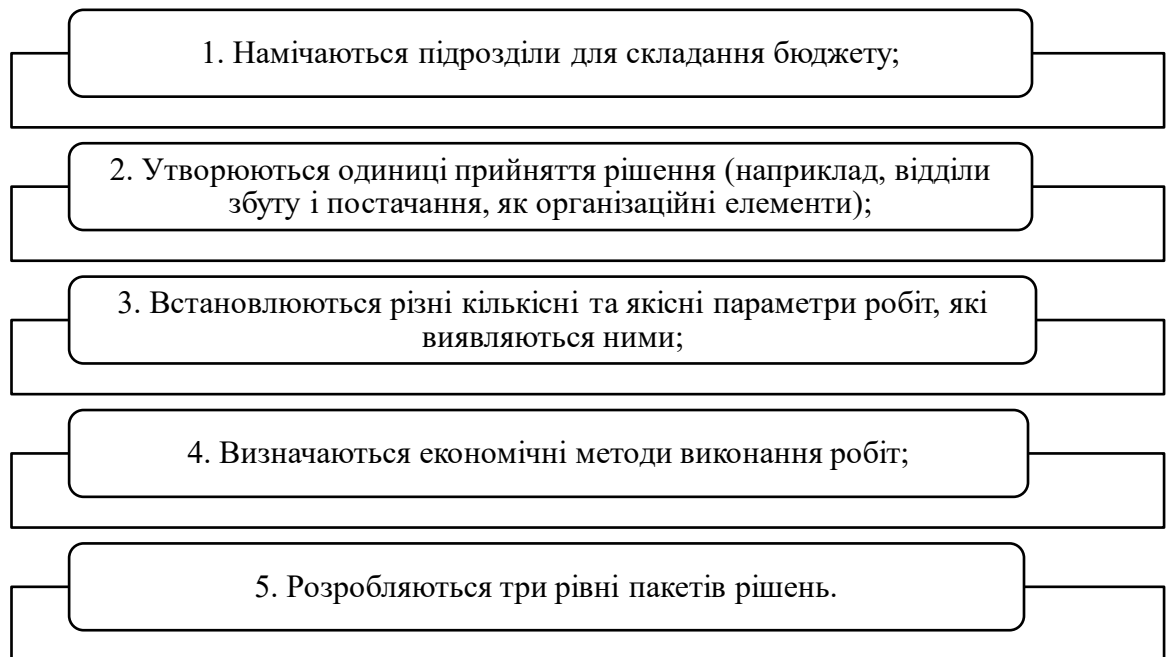 1. Намічаються підрозділи для складання бюджету;
2. Утворюються одиниці прийняття рішення (наприклад, відділи
збуту і постачання, як організаційні елементи);
3. Встановлюються різні кількісні та якісні параметри робіт, які
виявляються ними;
4. Визначаються економічні методи виконання робіт;
5. Розробляються три рівні пакетів рішень.